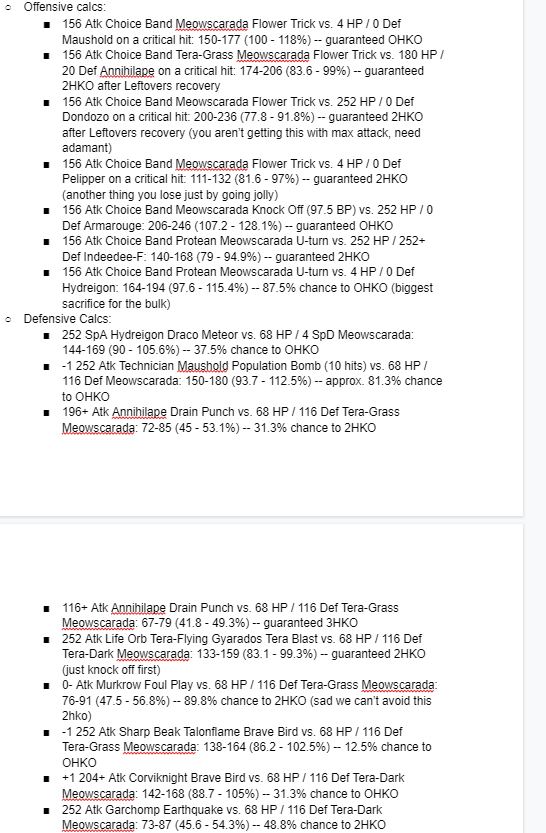 Offensive calcs:
156 Atk Choice Band Meowscarada Flower Trick vs. 4 HP / 0 Def
Maushold on a critical hit: 150-177 (100 - 118%) -- guaranteed OHKO
156 Atk Choice Band Tera-Grass Meowscarada Flower Trick vs. 180 HP /
20 Def Annihilape on a critical hit: 174-206 (83.6 - 99%) -- guaranteed
2HKO after Leftovers recovery
156 Atk Choice Band Meowscarada Flower Trick vs. 252 HP / 0 Def
Dondozo on a critical hit: 200-236 (77.8 - 91.8%) -- guaranteed 2HKO
after Leftovers recovery (you aren't getting this with max attack, need
adamant)
156 Atk Choice Band Meowscarada Flower Trick vs. 4 HP / 0 Def
Pelipper on a critical hit: 111-132 (81.6 - 97%) -- guaranteed 2HKO
(another thing you lose just by going jolly)
156 Atk Choice Band Meowscarada Knock Off (97.5 BP) vs. 252 HP / 0
Def Armarouge: 206-246 (107.2 - 128.1%) -- guaranteed OHKO
156 Atk Choice Band Protean Meowscarada U-turn vs. 252 HP / 252+
Def Indeedee-F: 140-168 (79 - 94.9%) -- guaranteed 2HKO
156 Atk Choice Band Protean Meowscarada U-turn vs. 4 HP / 0 Def
Hydreigon: 164-194 (97.6 - 115.4%) -- 87.5% chance to OHKO (biggest
sacrifice for the bulk)
Defensive Calcs:
252 SpA Hydreigon Draco Meteor vs. 68 HP / 4 SpD Meowscarada:
144-169 (90 - 105.6%) -- 37.5% chance to OHKO
-1 252 Atk Technician Maushold Population Bomb (10 hits) vs. 68 HP /
116 Def Meowscarada: 150-180 (93.7 - 112.5%) -- approx. 81.3% chance
to OHKO
196+ Atk Annihilape Drain Punch vs. 68 HP / 116 Def Tera-Grass
Meowscarada: 72-85 (45 - 53.1%) -- 31.3% chance to 2HKO
116+ Atk Annihilape Drain Punch vs. 68 HP / 116 Def Tera-Grass
Meowscarada: 67-79 (41.8 - 49.3%) -- guaranteed 3HKO
252 Atk Life Orb Tera-Flying Gyarados Tera Blast vs. 68 HP / 116 Def
Tera-Dark Meowscarada: 133-159 (83.1 - 99.3%) -- guaranteed 2HKO
(just knock off first)
0- Atk Murkrow Foul Play vs. 68 HP / 116 Def Tera-Grass Meowscarada:
76-91 (47.5 - 56.8%) -- 89.8% chance to 2HKO (sad we can't avoid this
2hko)
-1 252 Atk Sharp Beak Talonflame Brave Bird vs. 68 HP / 116 Def
Tera-Grass Meowscarada: 138-164 (86.2 - 102.5%) -- 12.5% chance to
OHKO
+1 204+ Atk Corviknight Brave Bird vs. 68 HP / 116 Def Tera-Dark
Meowscarada: 142-168 (88.7 - 105%) -- 31.3% chance to OHKO
252 Atk Garchomp Earthquake vs. 68 HP / 116 Def Tera-Dark
Meowscarada: 73-87 (45.6 - 54.3%) -- 48.8% chance to 2HKO